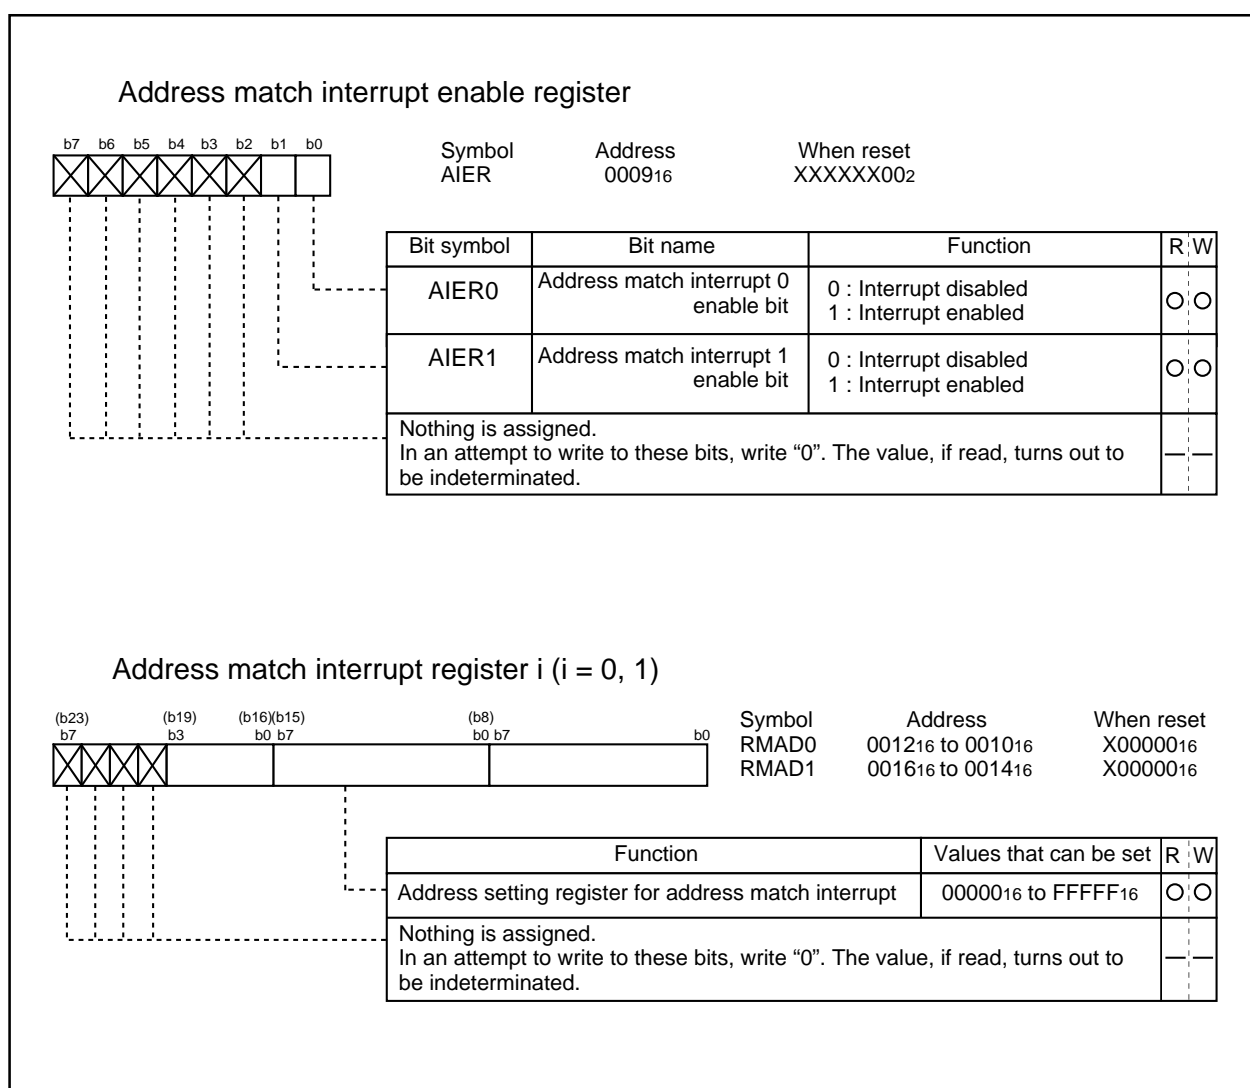 Address match interrupt enable register
b7 b6 b5 b4 b3 b2 b1 b0
Symbol Address When reset
AIER 000916 XXXXXX002
Bit symbol Bit name Function R W
AIER0 Address match interrupt 0 enable bit 0 : Interrupt disabled
1 : Interrupt enabled
AIER1 Address match interrupt 1 enable bit 0 : Interrupt disabled
1 : Interrupt enabled
Nothing is assigned.
In an attempt to write to these bits, write “0”. The value, if read, turns out to
be indeterminated.
Address match interrupt register i (i = 0, 1)
(b23) (b19) (b16)(b15) (b8)
b7 b3 b0 b7 b0 b7 b0
Symbol Address When reset
RMAD0 001216 to 001016 X0000016
RMAD1 001616 to 001416 X0000016
Function Values that can be set R W
Address setting register for address match interrupt 0000016 to FFFFF16
Nothing is assigned.
In an attempt to write to these bits, write “0”. The value, if read, turns out to
be indeterminated.